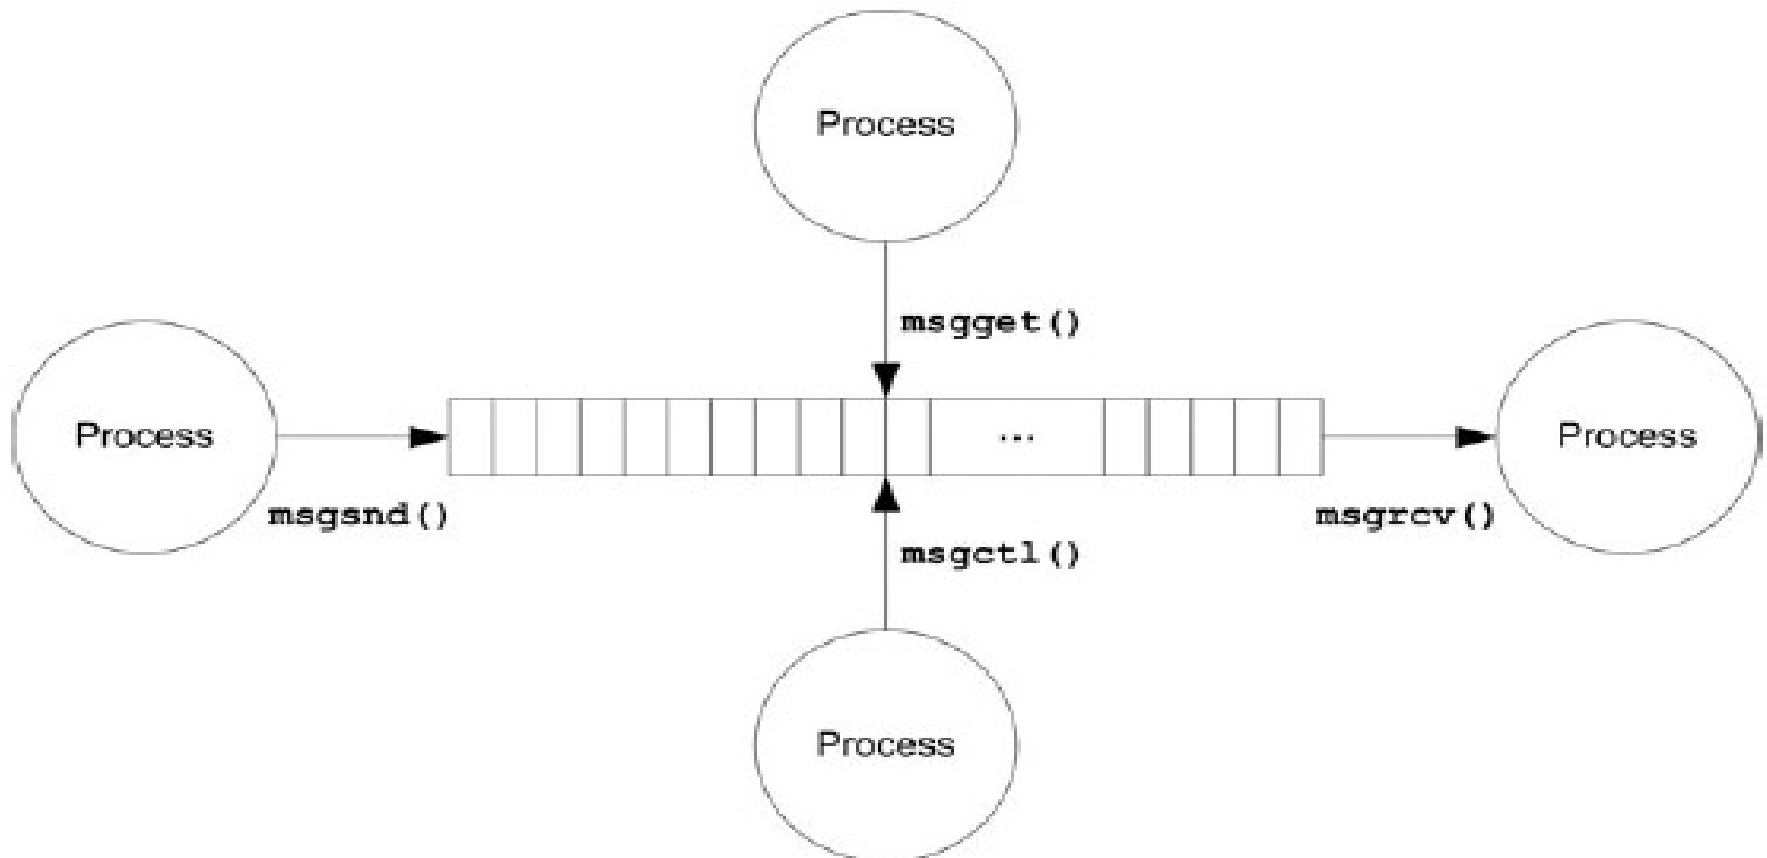 Process
msgget()
Process
...
Process
msgsnd()
msgrcv()
msgctl()
Process